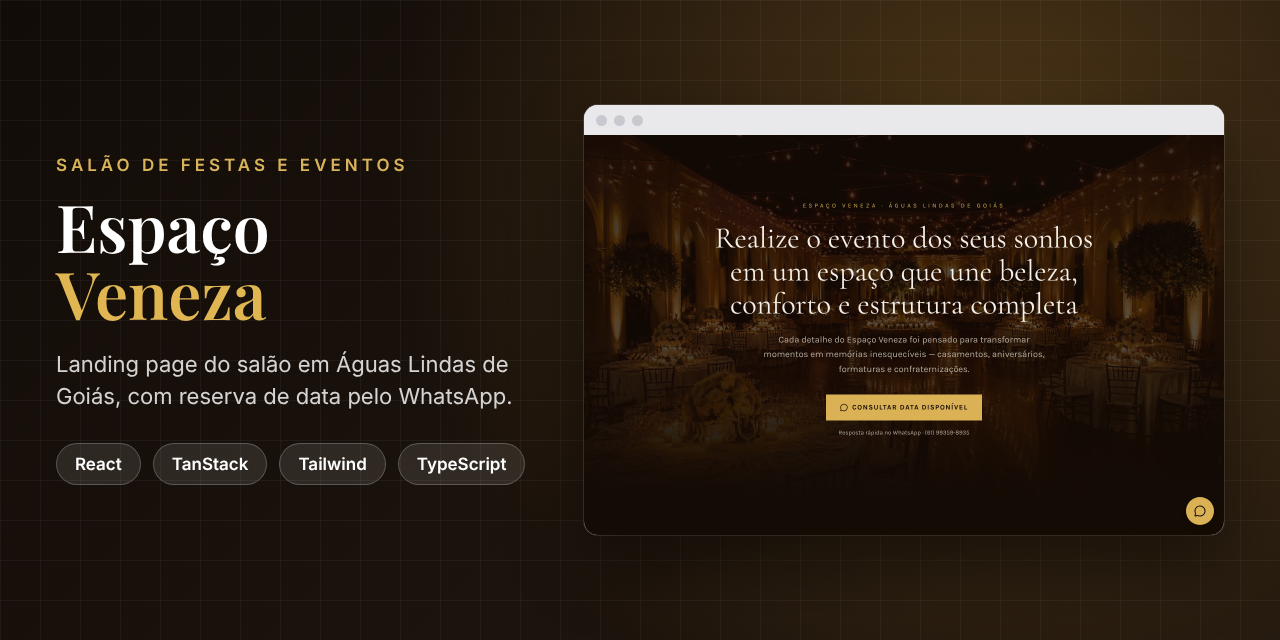 SALÃO DE FESTAS E EVENTOS
Espaço
Veneza
Landing page do salão em Águas Lindas de
Goiás, com reserva de data pelo WhatsApp.
React
TanStack
Tailwind
TypeScript
ESPAÇO VENEZA · ÁGUAS LINDAS DE GOIÁS
Realize o evento dos seus sonhos
em um espaço que une beleza,
conforto e estrutura completa
Cada detalhe do Espaço Veneza foi pensado para transformar
momentos em memórias inesquecíveis — casamentos, aniversários,
formaturas e confraternizações.
CONSULTAR DATA DISPONÍVEL
Resposta rápida no WhatsApp · (61) 99359-8935